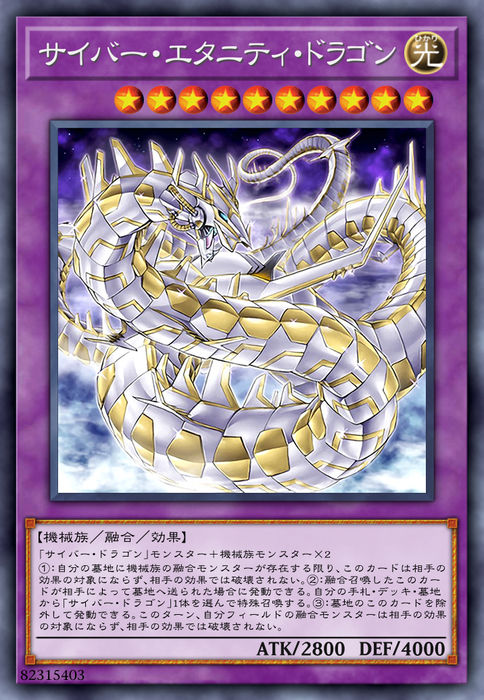 サイバー・エタニティ・ドラゴン
ひかり
光
【機械族／融合／効果】
「サイバー・ドラゴン」モンスター＋機械族モンスター×2
①:自分の墓地に機械族の融合モンスターが存在する限り、このカードは相手の
効果の対象にならず、相手の効果では破壊されない。②:融合召喚したこのカー
ドが相手によって墓地へ送られた場合に発動できる。自分の手札・デッキ・墓地
から「サイバー・ドラゴン」1体を選んで特殊召喚する。③:墓地のこのカードを除
外して発動できる。このターン、自分フィールドの融合モンスターは相手の効果
の対象にならず、相手の効果では破壊されない。
ATK/2800 DEF/4000
82315403